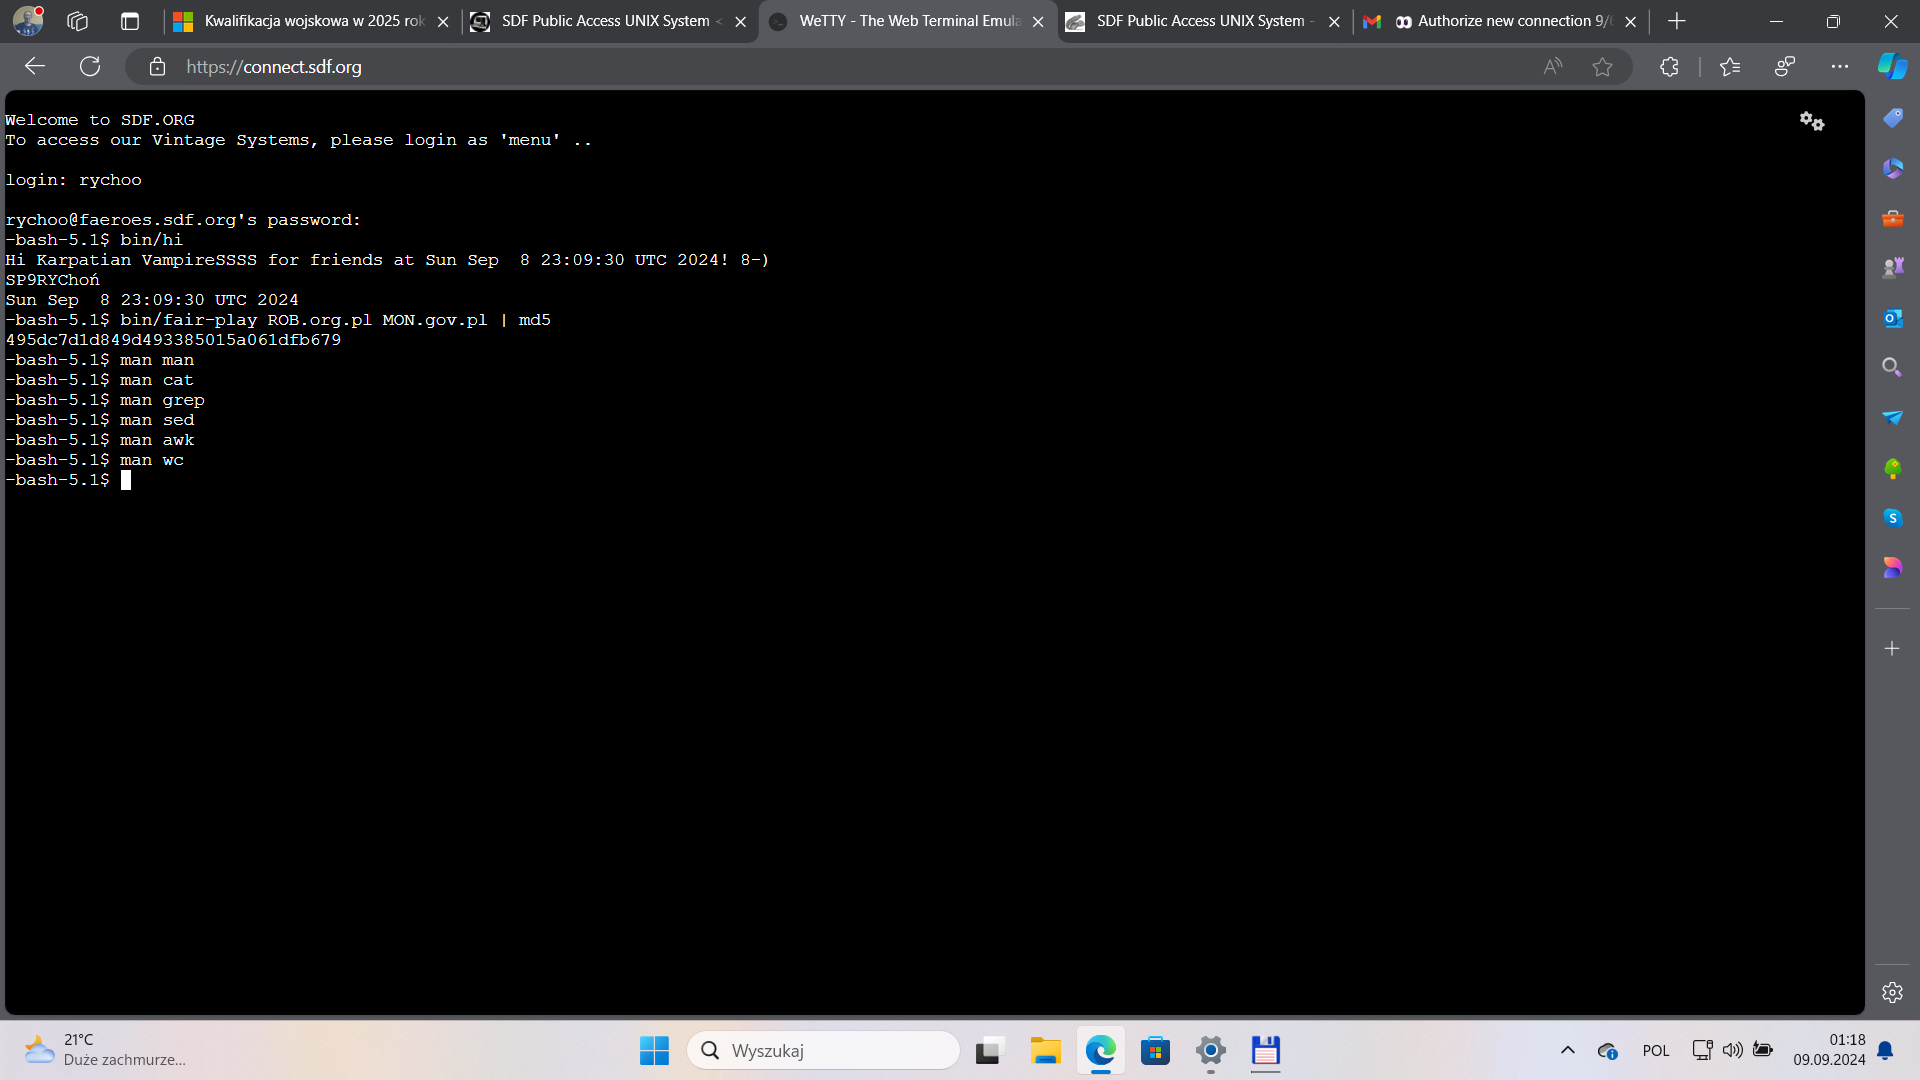 Kwalifikacja wojskowa w 2025 rok
SDF Public Access UNIX System <
WeTTY - The Web Terminal Emula
SDF Public Access UNIX System -
Authorize new connection 9/
https://connect.sdf.org
Welcome to SDF.ORG
To access our Vintage Systems, please login as 'menu' ..
login: rychoo
rychoo@faeroes.sdf.org's password:
-bash-5.1$ bin/hi
Hi Karpatian VampireSSSS for friends at Sun Sep  8 23:09:30 UTC 2024! 8-)
SP9RYChoń
Sun Sep  8 23:09:30 UTC 2024
-bash-5.1$ bin/fair-play ROB.org.pl MON.gov.pl | md5
495dc7d1d849d493385015a061dfb679
-bash-5.1$ man man
-bash-5.1$ man cat
-bash-5.1$ man grep
-bash-5.1$ man sed
-bash-5.1$ man awk
-bash-5.1$ man wc
-bash-5.1$
21°C
Duże zachmurze...
Wyszukaj
POL
01:18
09.09.2024